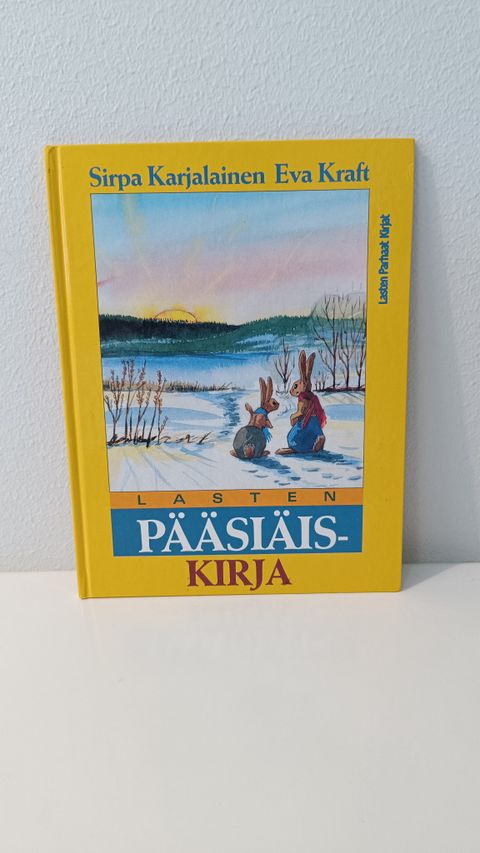 Sirpa Karjalainen Eva Kraft
Lasten Parhaat Kirjat
LASTEN
PÄÄSIÄIS-
KIRJA